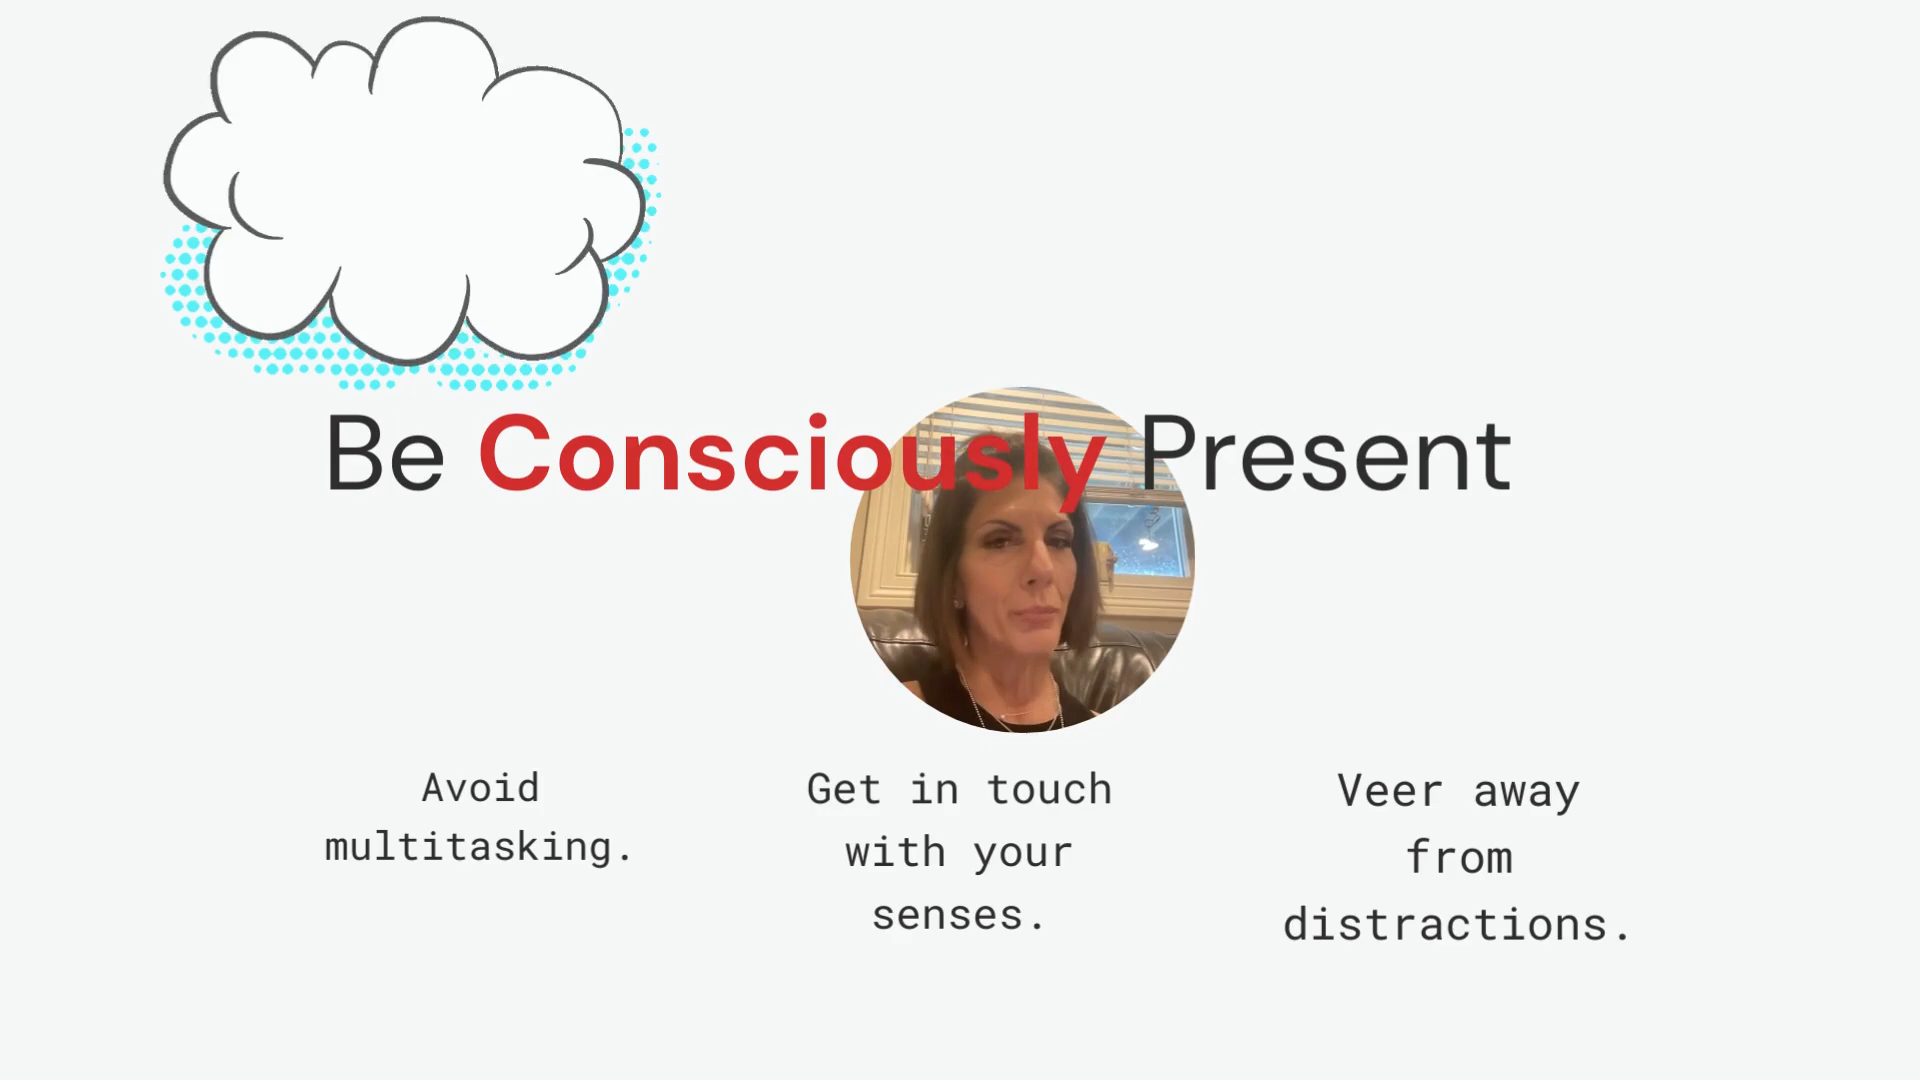 Be Consciously Present
Avoid
multitasking.
Get in touch
with your
senses.
Veer away
from
distractions.